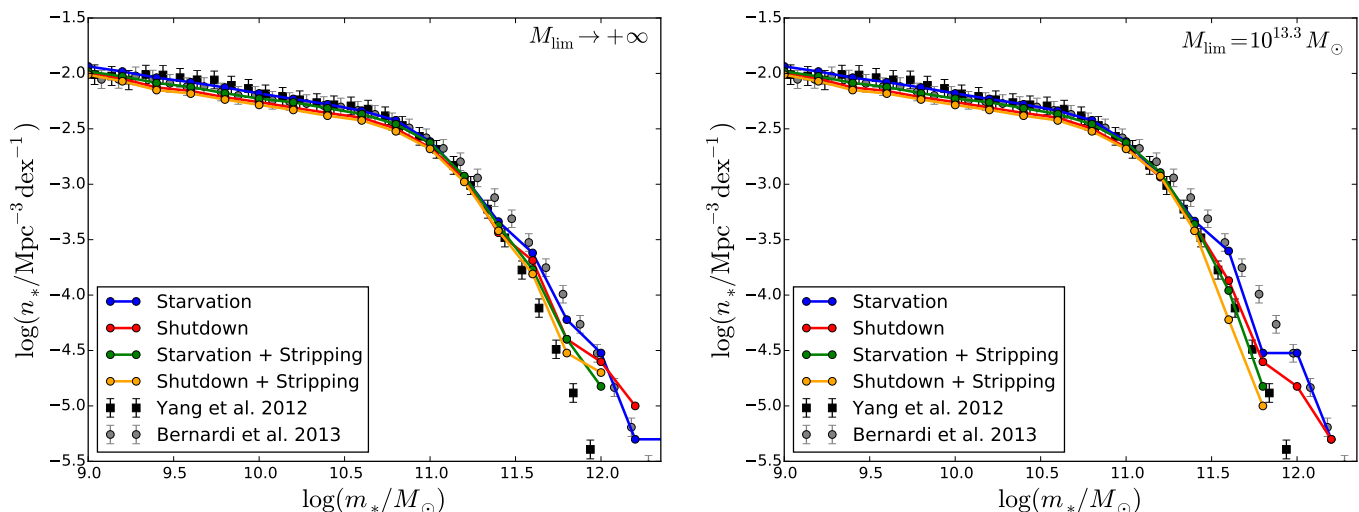 M_lim → +∞
−1.5
−2.0
−2.5
−3.0
−3.5
−4.0
−4.5
−5.0
−5.5
log(n_*/Mpc⁻³ dex⁻¹)
Starvation
Shutdown
Starvation + Stripping
Shutdown + Stripping
Yang et al. 2012
Bernardi et al. 2013
9.0 9.5 10.0 10.5 11.0 11.5 12.0
log(m_*/M_⊙)
M_lim = 10^13.3 M_⊙
−1.5
−2.0
−2.5
−3.0
−3.5
−4.0
−4.5
−5.0
−5.5
log(n_*/Mpc⁻³ dex⁻¹)
Starvation
Shutdown
Starvation + Stripping
Shutdown + Stripping
Yang et al. 2012
Bernardi et al. 2013
9.0 9.5 10.0 10.5 11.0 11.5 12.0
log(m_*/M_⊙)